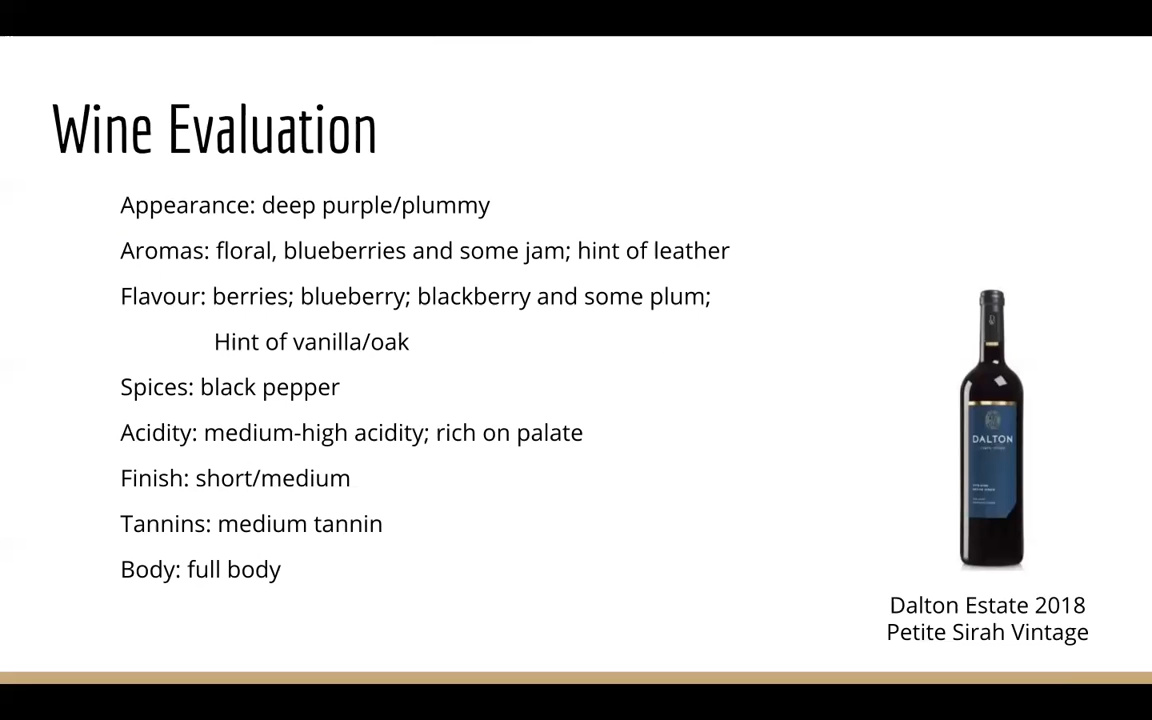 Wine Evaluation
Appearance: deep purple/plummy
Aromas: floral, blueberries and some jam; hint of leather
Flavour: berries; blueberry; blackberry and some plum;
Hint of vanilla/oak
Spices: black pepper
Acidity: medium-high acidity; rich on palate
Finish: short/medium
Tannins: medium tannin
Body: full body
DALTON
Dalton Estate 2018
Petite Sirah Vintage